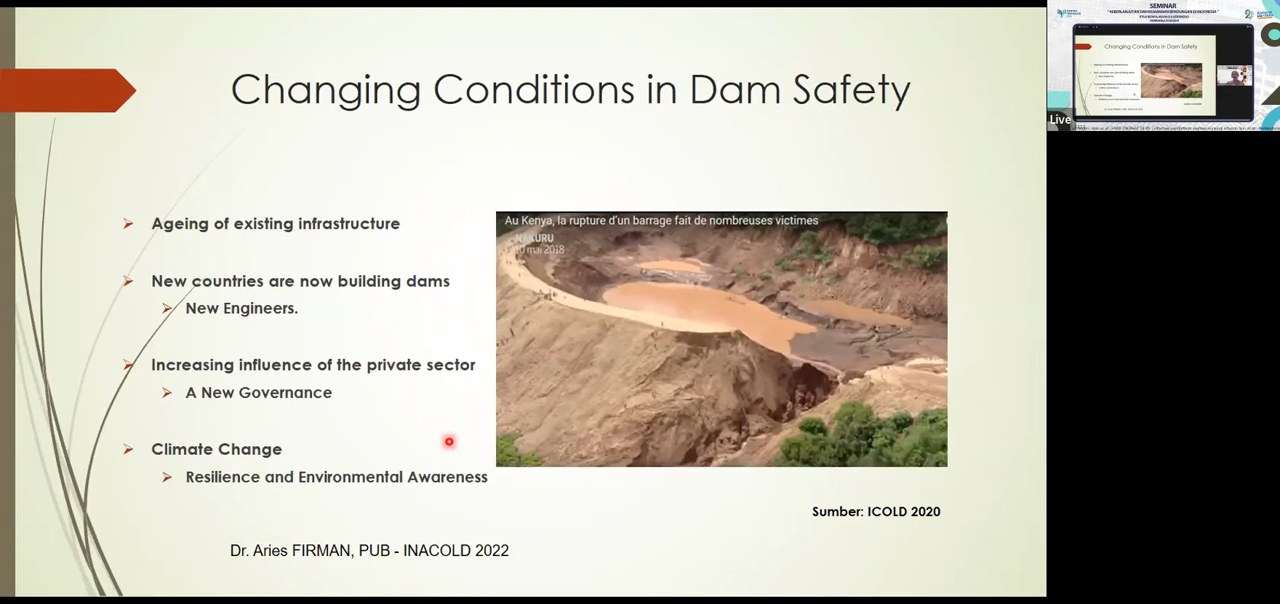 Changing Conditions in Dam Safety
Ageing of existing infrastructure
New countries are now building dams
New Engineers.
Increasing influence of the private sector
A New Governance
Climate Change
Resilience and Environmental Awareness
Au Kenya, la rupture d'un barrage fait de nombreuses victimes
NAKURU
10 mai 2018
Sumber: ICOLD 2020
Dr. Aries FIRMAN, PUB - INACOLD 2022
SEMINAR
Changing Conditions in Dam Safety
Live